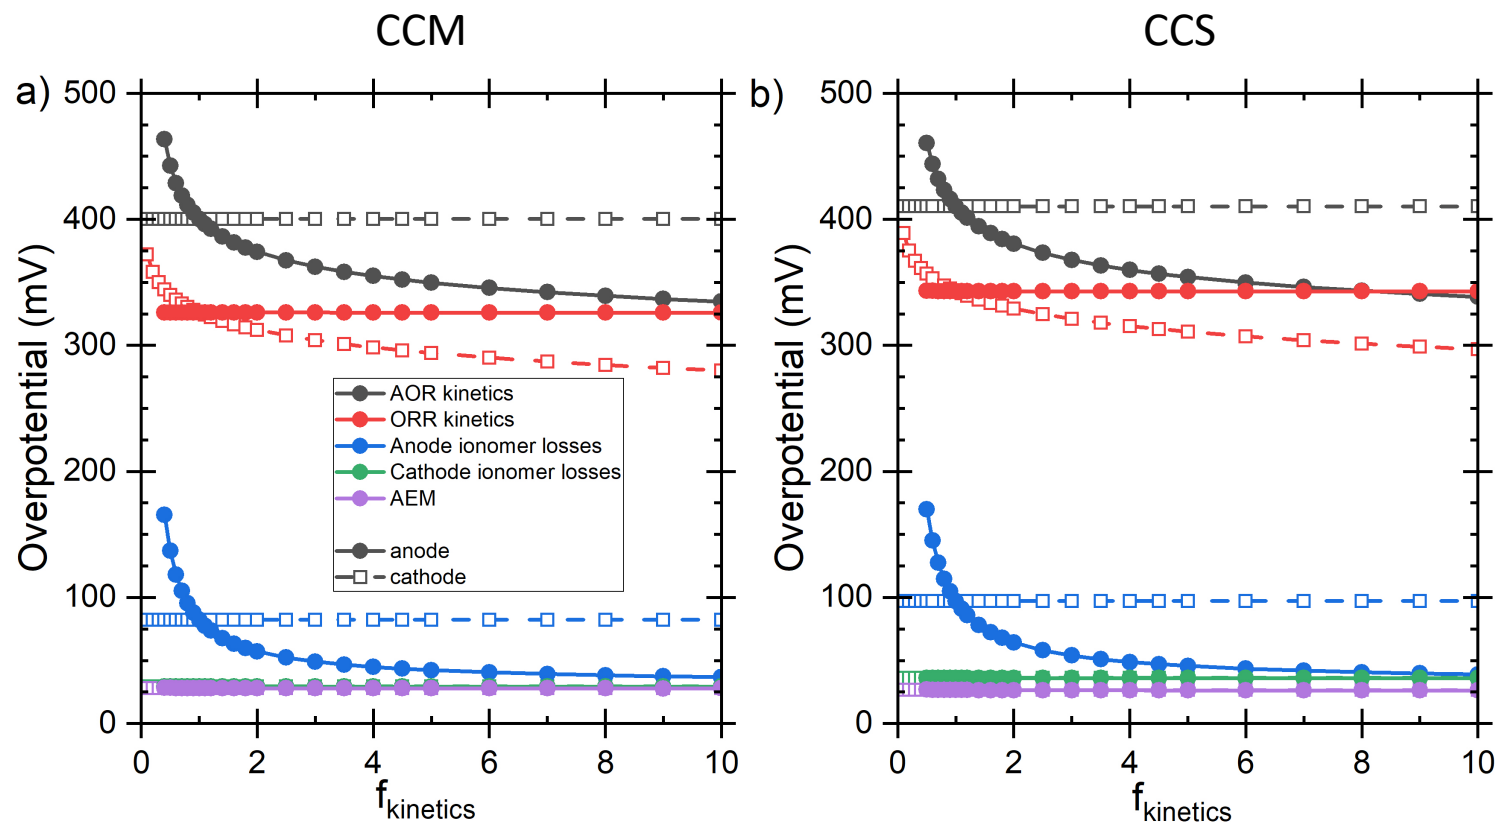 CCM
CCS
a)
500
400
300
200
100
0
Overpotential (mV)
0 2 4 6 8 10
fkinetics
AOR kinetics
ORR kinetics
Anode ionomer losses
Cathode ionomer losses
AEM
anode
cathode
b)
500
400
300
200
100
0
Overpotential (mV)
0 2 4 6 8 10
fkinetics